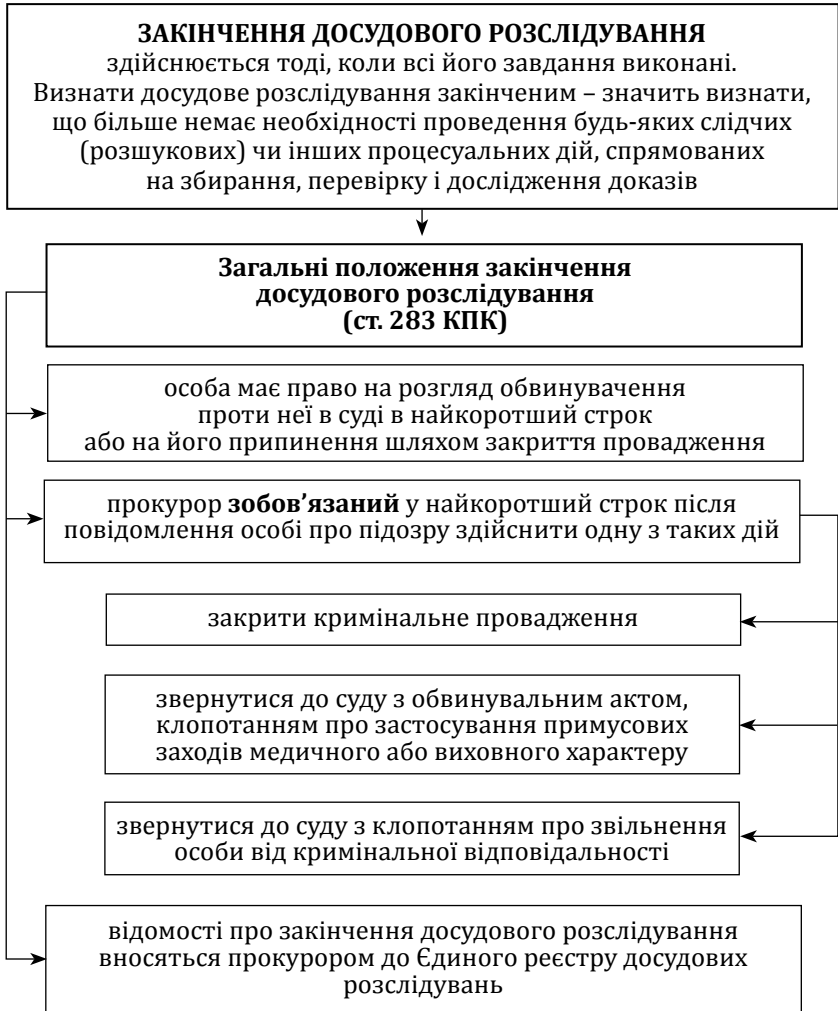 ЗАКІНЧЕННЯ ДОСУДОВОГО РОЗСЛІДУВАННЯ
здійснюється тоді, коли всі його завдання виконані.
Визнати досудове розслідування закінченим – значить визнати,
що більше немає необхідності проведення будь-яких слідчих
(розшукових) чи інших процесуальних дій, спрямованих
на збирання, перевірку і дослідження доказів
Загальні положення закінчення
досудового розслідування
(ст. 283 КПК)
особа має право на розгляд обвинувачення
проти неї в суді в найкоротший строк
або на його припинення шляхом закриття провадження
прокурор зобов’язаний у найкоротший строк після
повідомлення особі про підозру здійснити одну з таких дій
закрити кримінальне провадження
звернутися до суду з обвинувальним актом,
клопотанням про застосування примусових
заходів медичного або виховного характеру
звернутися до суду з клопотанням про звільнення
особи від кримінальної відповідальності
відомості про закінчення досудового розслідування
вносяться прокурором до Єдиного реєстру досудових
розслідувань